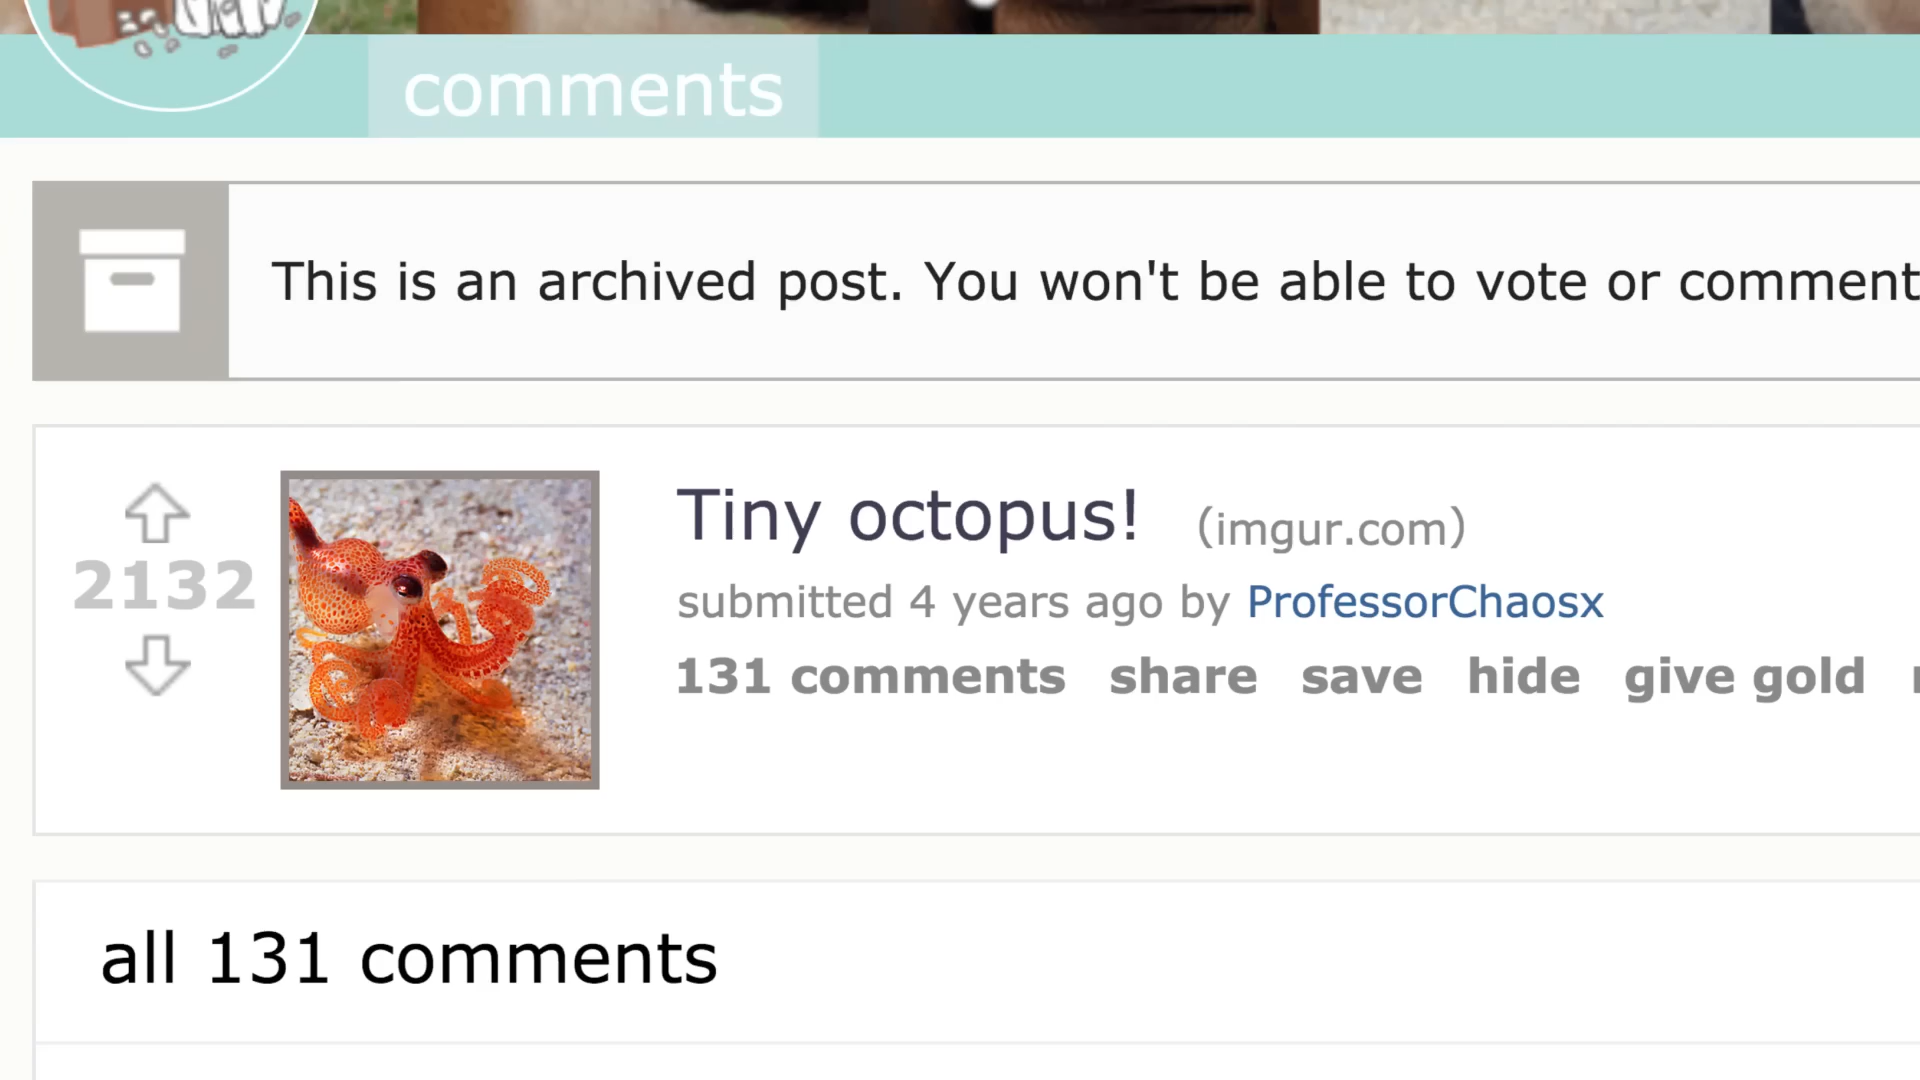 comments
This is an archived post. You won't be able to vote or comment
2132
Tiny octopus! (imgur.com)
submitted 4 years ago by ProfessorChaosx
131 comments share save hide give gold
all 131 comments